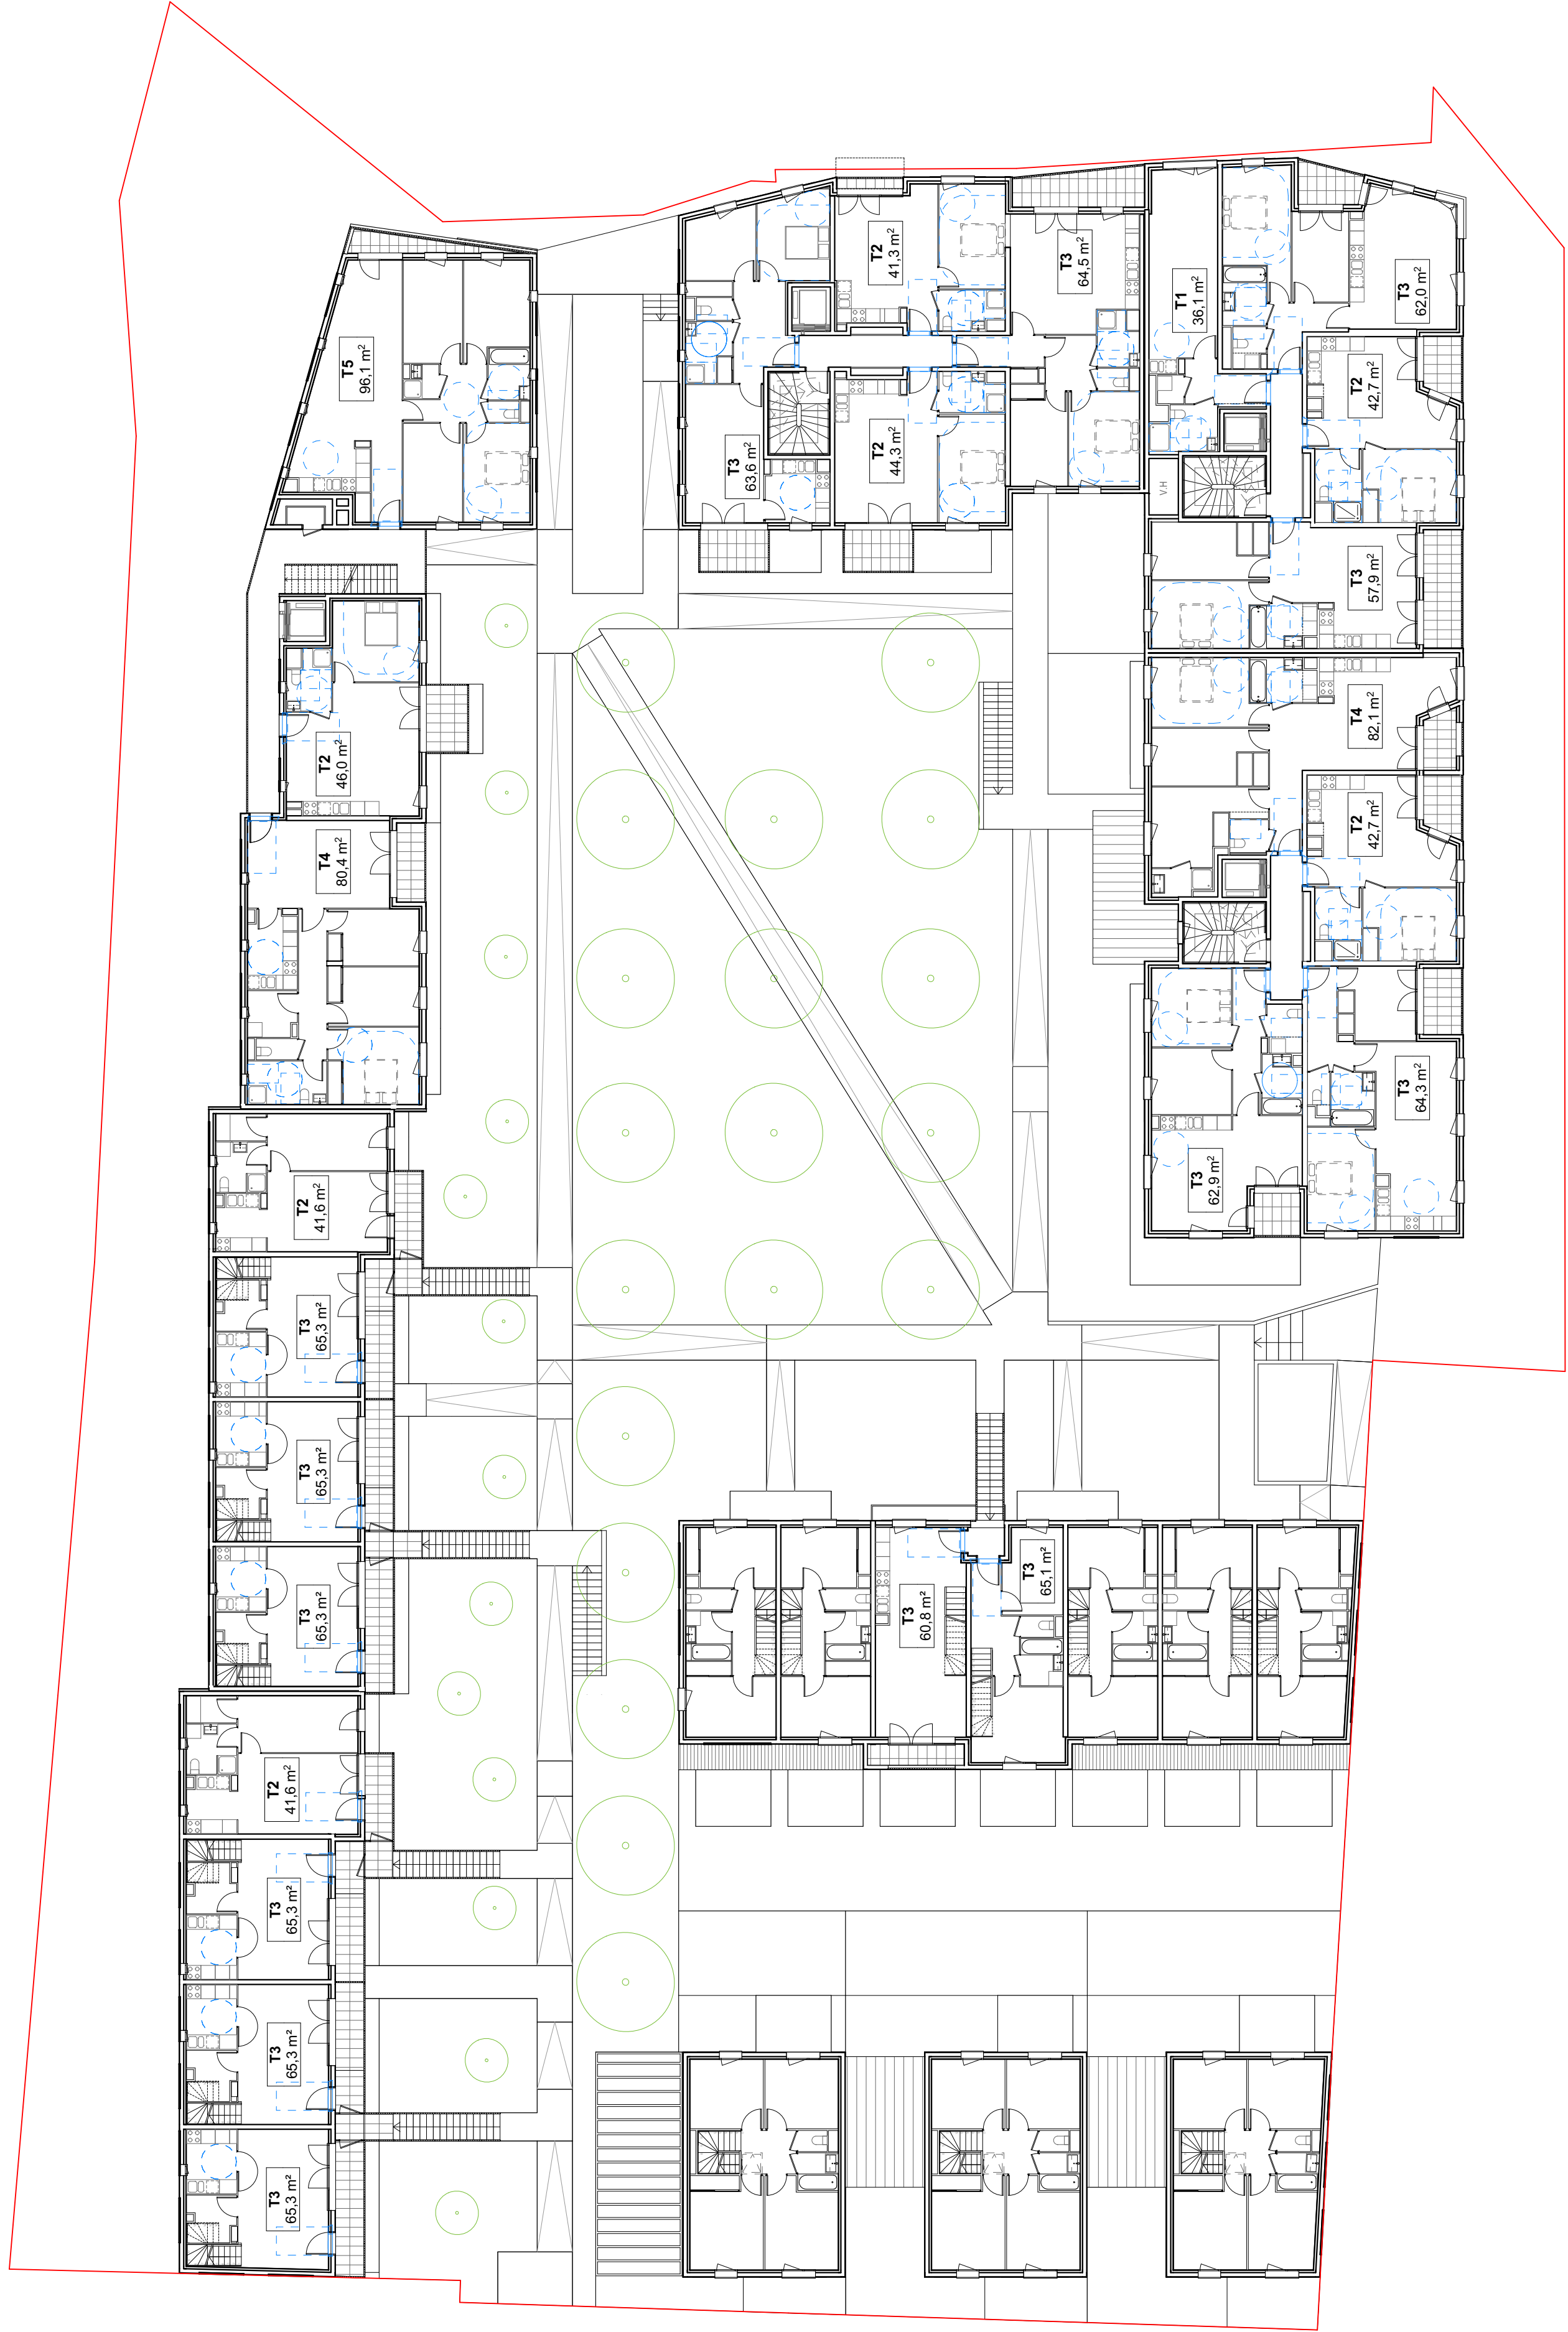 T5
96,1 m²
T2
41,3 m²
T3
64,5 m²
T1
36,1 m²
T3
62,0 m²
T2
42,7 m²
T3
63,6 m²
T2
44,3 m²
V.H
T3
57,9 m²
T2
46,0 m²
T4
82,1 m²
T4
80,4 m²
T2
42,7 m²
T3
64,3 m²
T3
62,9 m²
T2
41,6 m²
T3
65,3 m²
T3
65,3 m²
T3
65,3 m²
T3
60,8 m²
T3
65,1 m²
T2
41,6 m²
T3
65,3 m²
T3
65,3 m²
T3
65,3 m²